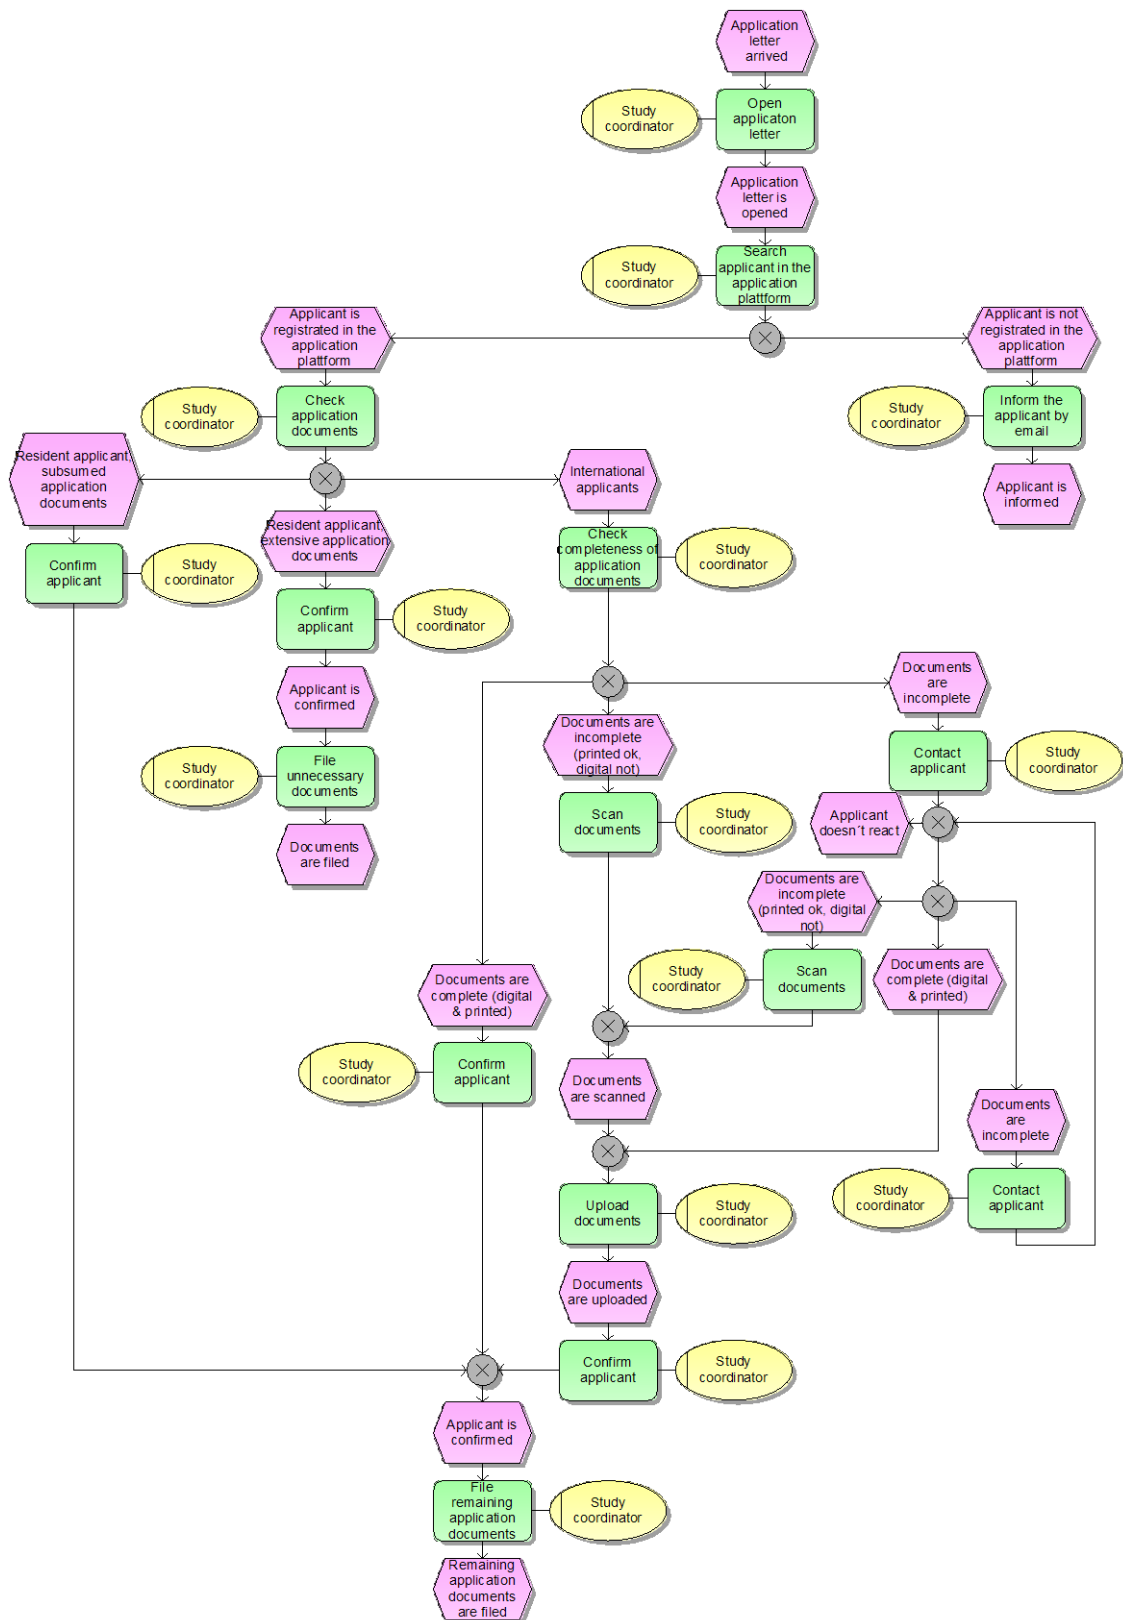 Application
letter
arrived
Study
coordinator
Open
applicaton
letter
Application
letter is
opened
Study
coordinator
Search
applicant in the
application
plattform
Applicant is
registrated in the
application
plattform
Applicant is not
registrated in the
application
plattform
Study
coordinator
Check
application
documents
Study
coordinator
Inform the
applicant by
email
Resident applicant,
subsumed
application
documents
International
applicants
Applicant is
informed
Resident applicant,
extensive application
documents
Check
completeness of
application
documents
Study
coordinator
Confirm
applicant
Study
coordinator
Confirm
applicant
Study
coordinator
Applicant is
confirmed
Documents
are
incomplete
Documents are
incomplete
(printed ok,
digital not)
Study
coordinator
File
unnecessary
documents
Contact
applicant
Study
coordinator
Scan
documents
Study
coordinator
Applicant
doesn´t react
Documents
are filed
Documents are
incomplete
(printed ok, digital
not)
Study
coordinator
Scan
documents
Documents are
complete (digital
& printed)
Documents are
complete (digital
& printed)
Study
coordinator
Confirm
applicant
Documents
are scanned
Documents
are
incomplete
Study
coordinator
Contact
applicant
Upload
documents
Study
coordinator
Documents
are uploaded
Confirm
applicant
Study
coordinator
Applicant is
confirmed
File
remaining
application
documents
Study
coordinator
Remaining
application
documents
are filed